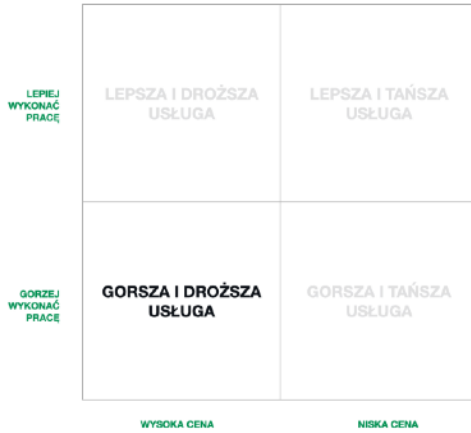 LEPIEJ
WYKONAĆ
PRACĘ
LEPSZA I DROŻSZA
USŁUGA
LEPSZA I TAŃSZA
USŁUGA
GORZEJ
WYKONAĆ
PRACĘ
GORSZA I DROŻSZA
USŁUGA
GORSZA I TAŃSZA
USŁUGA
WYSOKA CENA
NISKA CENA